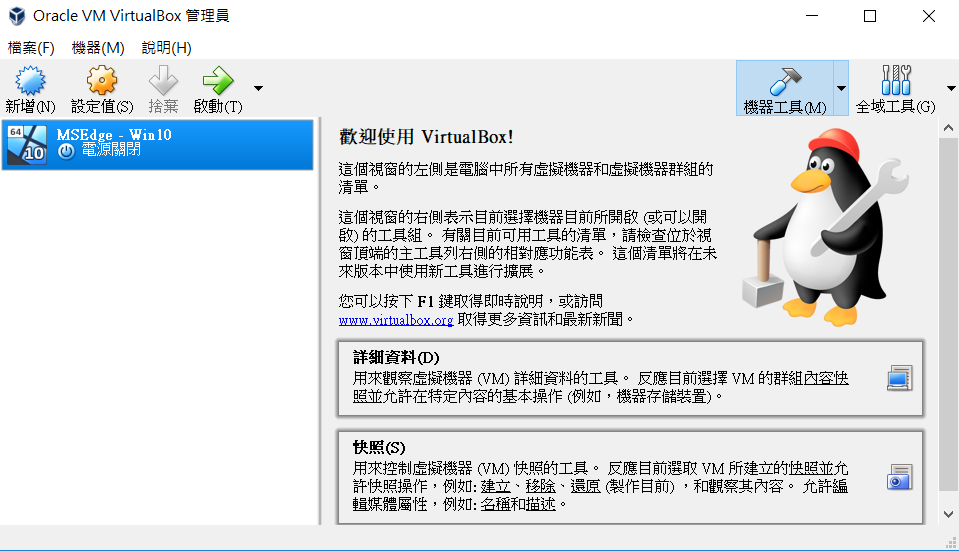 Oracle VM VirtualBox 管理員
檔案(F) 機器(M) 說明(H)
新增(N) 設定值(S) 捨棄 啟動(T) 機器工具(M) 全域工具(G)
64
10
MSEdge - Win10
電源關閉
歡迎使用 VirtualBox!
這個視窗的左側是電腦中所有虛擬機器和虛擬機器群組的
清單。
這個視窗的右側表示目前選擇機器目前所開啟 (或可以開
啟) 的工具組。 有關目前可用工具的清單，請檢查位於視
窗頂端的主工具列右側的相對應功能表。 這個清單將在未
來版本中使用新工具進行擴展。
您可以按下 F1 鍵取得即時說明，或訪問
www.virtualbox.org 取得更多資訊和最新新聞。
詳細資料(D)
用來觀察虛擬機器 (VM) 詳細資料的工具。 反應目前選擇 VM 的群組內容快
照並允許在特定內容的基本操作 (例如，機器存儲裝置)。
快照(S)
用來控制虛擬機器 (VM) 快照的工具。 反應目前選取 VM 所建立的快照並允
許快照操作，例如: 建立、移除、還原 (製作目前) ，和觀察其內容。 允許編
輯媒體屬性，例如: 名稱和描述。